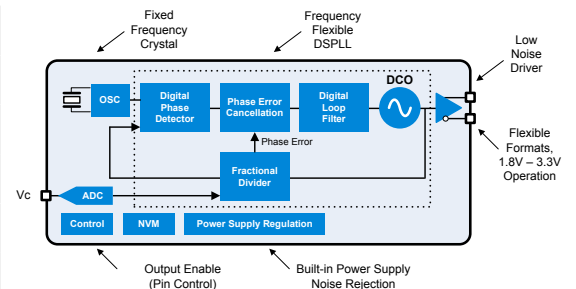 Fixed
Frequency
Crystal
Frequency
Flexible
DSPLL
Low
Noise
Driver
OSC
Digital
Phase
Detector
Phase Error
Cancellation
Digital
Loop
Filter
DCO
Phase Error
Fractional
Divider
Flexible
Formats,
1.8V – 3.3V
Operation
Vc
ADC
Control
NVM
Power Supply Regulation
Output Enable
(Pin Control)
Built-in Power Supply
Noise Rejection